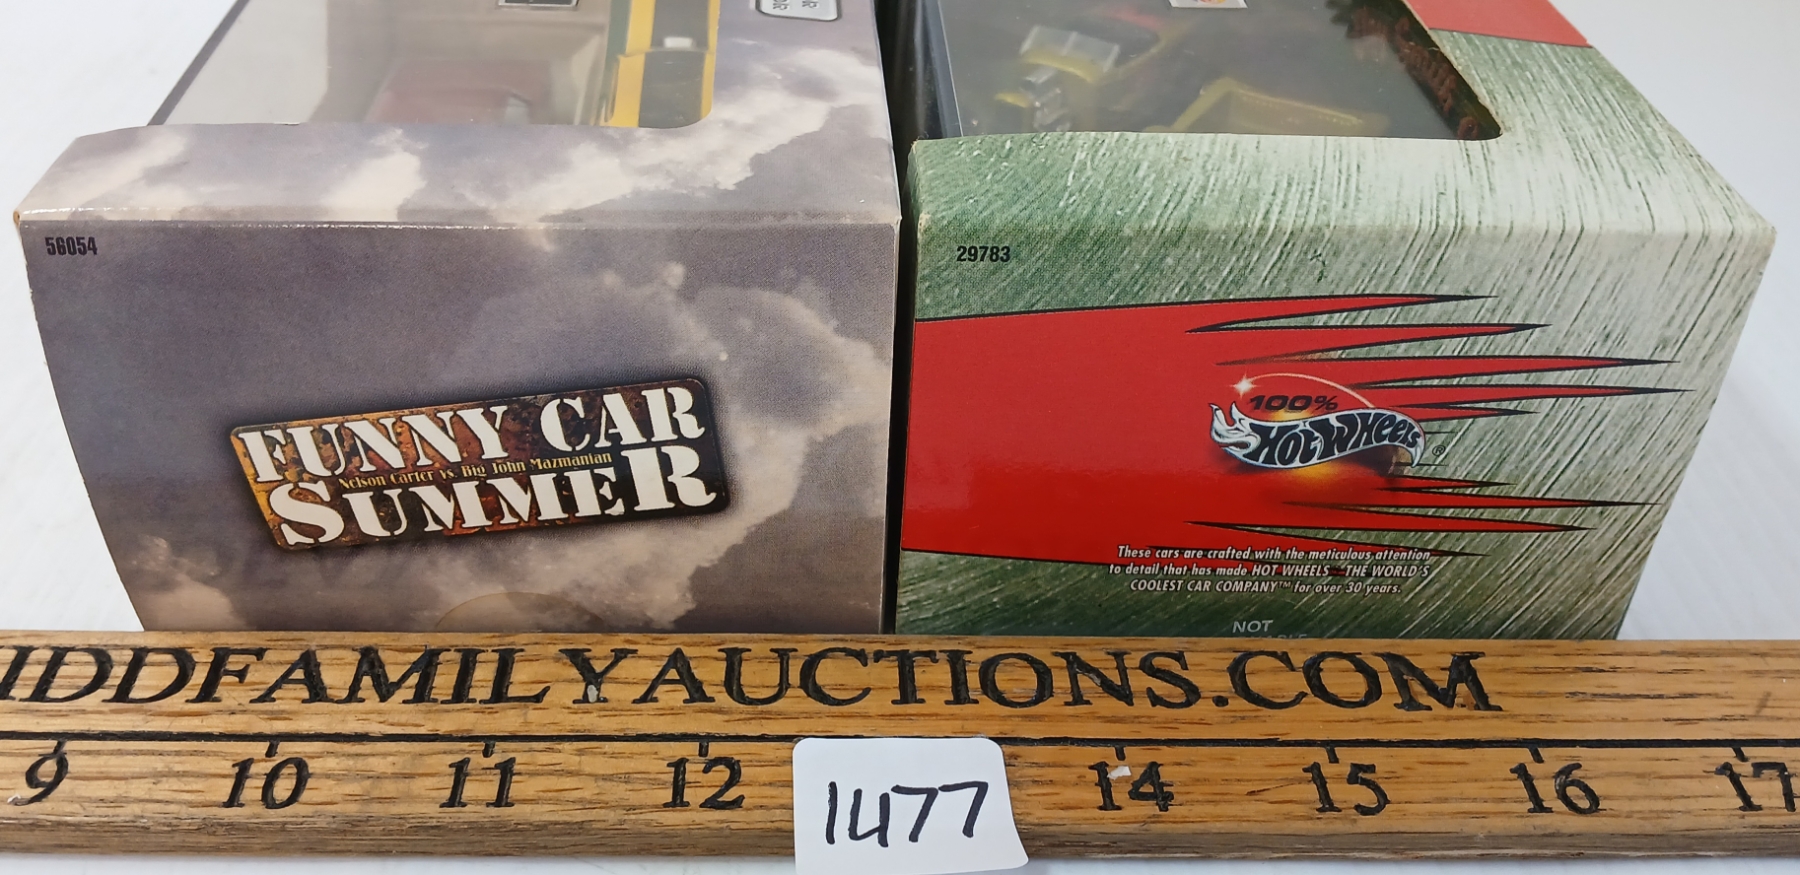 56054
FUNNY CAR
Nelson Carter vs. Big John Mazmanian
SUMMER
29783
100%
HOT WHEELS®
These cars are crafted with the meticulous attention
to detail that has made HOT WHEELS THE WORLD'S
COOLEST CAR COMPANY™ for over 30 years.
NOT
IDDFAMILYAUCTIONS.COM
9 10 11 12 14 15 16 17
1477